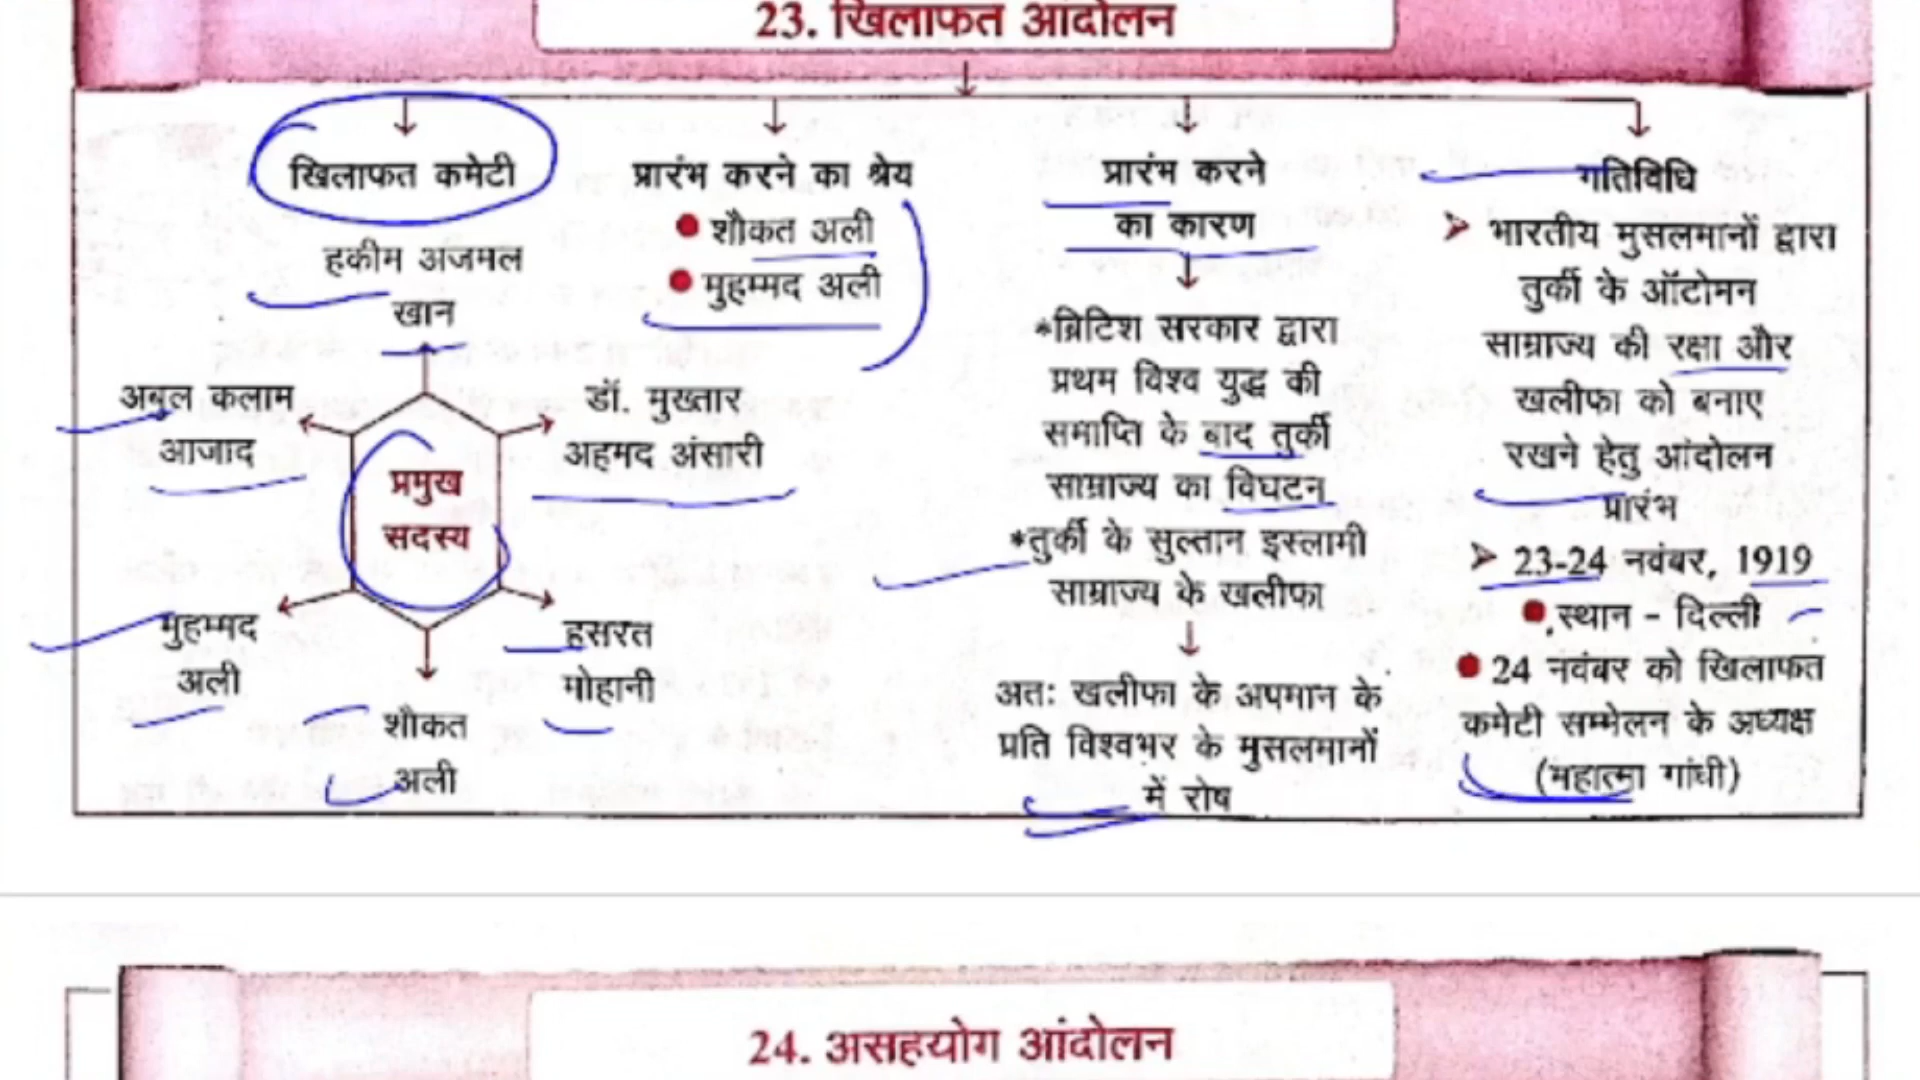 23. खिलाफत आंदोलन
खिलाफत कमेटी
हकीम अजमल
खान
अबुल कलाम
आजाद
डॉ. मुख्तार
अहमद अंसारी
प्रमुख
सदस्य
मुहम्मद
अली
हसरत
मोहानी
शौकत
अली
प्रारंभ करने का श्रेय
शौकत अली
मुहम्मद अली
प्रारंभ करने
का कारण
*ब्रिटिश सरकार द्वारा
प्रथम विश्व युद्ध की
समाप्ति के बाद तुर्की
साम्राज्य का विघटन
*तुर्की के सुल्तान इस्लामी
साम्राज्य के खलीफा
अतः खलीफा के अपमान के
प्रति विश्वभर के मुसलमानों
में रोष
गतिविधि
भारतीय मुसलमानों द्वारा
तुर्की के ऑटोमन
साम्राज्य की रक्षा और
खलीफा को बनाए
रखने हेतु आंदोलन
प्रारंभ
23-24 नवंबर, 1919
स्थान - दिल्ली
24 नवंबर को खिलाफत
कमेटी सम्मेलन के अध्यक्ष
(महात्मा गांधी)
24. असहयोग आंदोलन